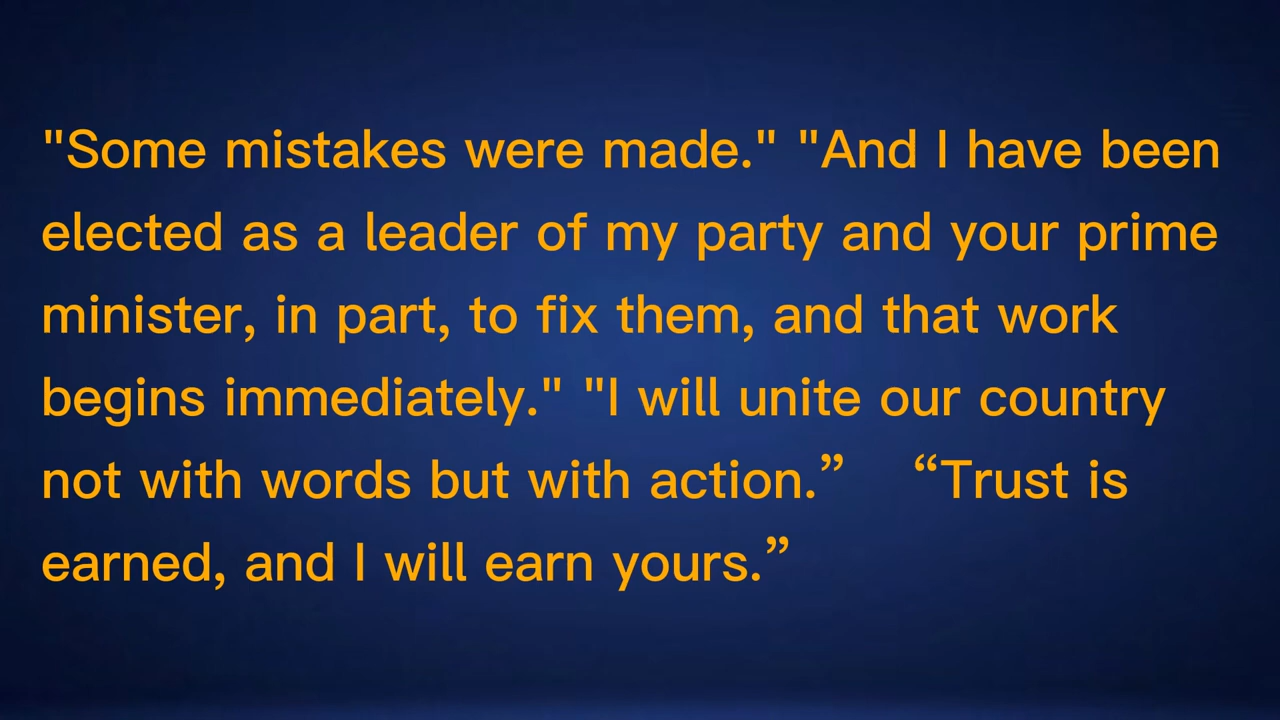 "Some mistakes were made." "And I have been
elected as a leader of my party and your prime
minister, in part, to fix them, and that work
begins immediately." "I will unite our country
not with words but with action.” “Trust is
earned, and I will earn yours.”